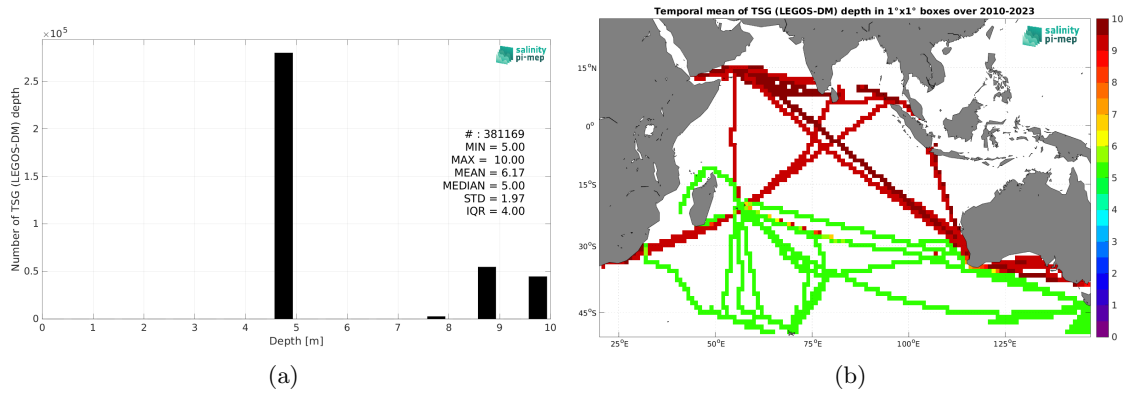 ×10⁵
salinity
pi-mep
2.5
2
1.5
1
0.5
0
Number of TSG (LEGOS-DM) depth
# : 381169
MIN = 5.00
MAX = 10.00
MEAN = 6.17
MEDIAN = 5.00
STD = 1.97
IQR = 4.00
0 1 2 3 4 5 6 7 8 9 10
Depth [m]
(a)
Temporal mean of TSG (LEGOS-DM) depth in 1°x1° boxes over 2010-2023
salinity
pi-mep
15°N
0°
15°S
30°S
45°S
25°E 50°E 75°E 100°E 125°E
10
9
8
7
6
5
4
3
2
1
0
(b)